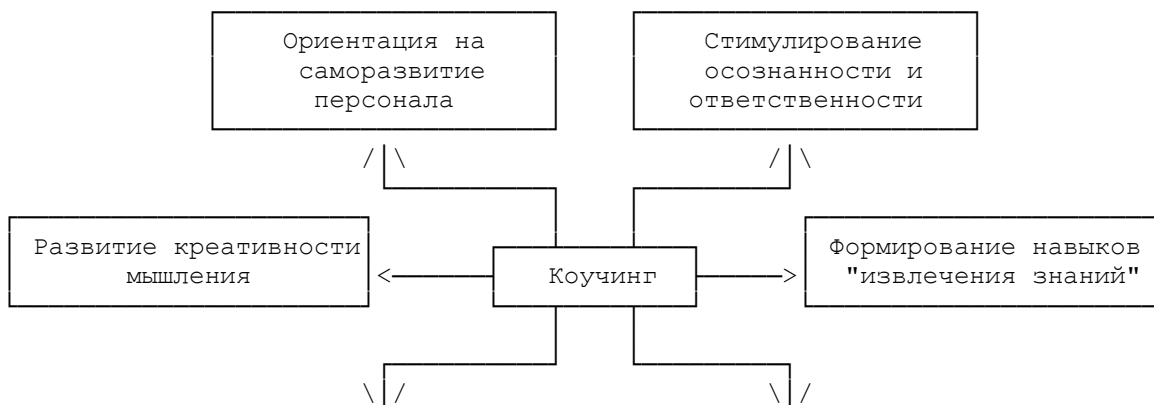 Ориентация на
саморазвитие
персонала
Стимулирование
осознанности и
ответственности
Развитие креативности
мышления
Коучинг
Формирование навыков
"извлечения знаний"